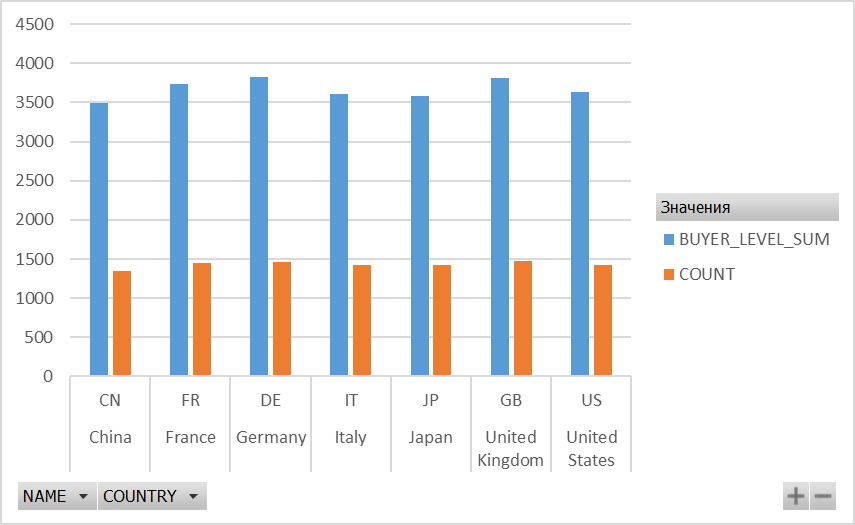 4500
4000
3500
3000
2500
2000
1500
1000
500
0
CN FR DE IT JP GB US
China France Germany Italy Japan United Kingdom United States
Значения
BUYER_LEVEL_SUM
COUNT
NAME COUNTRY